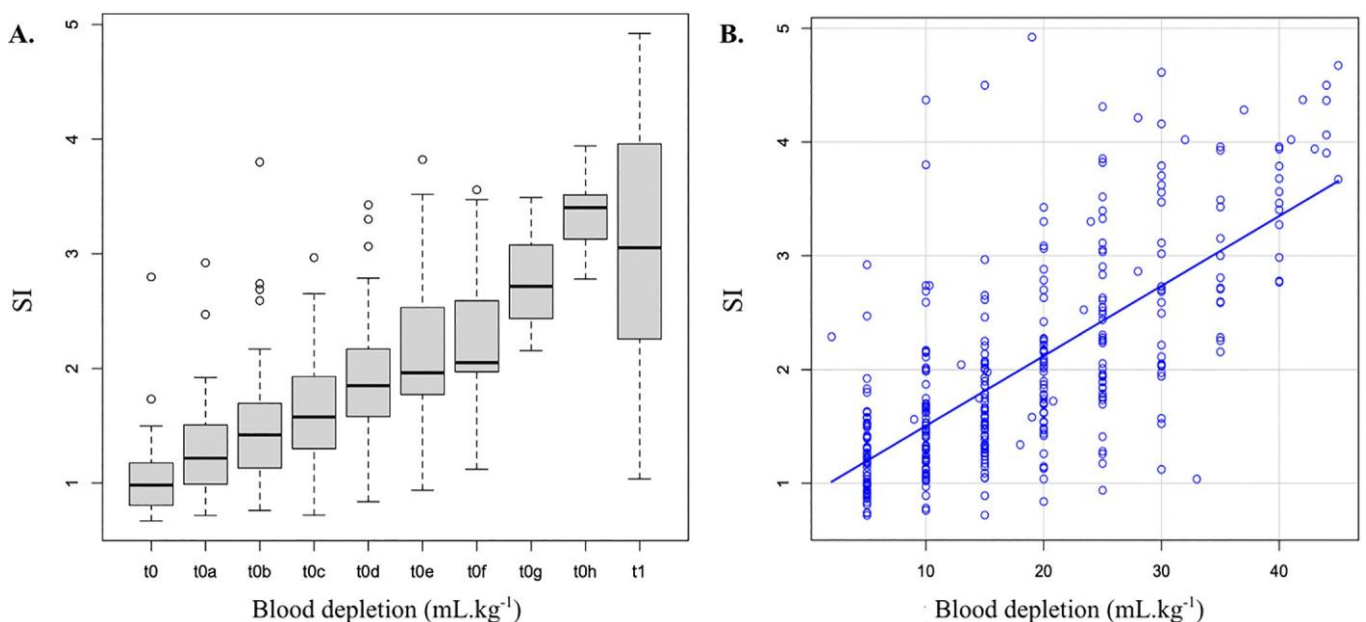 A.
5
4
3
2
1
SI
t0 t0a t0b t0c t0d t0e t0f t0g t0h t1
Blood depletion (mL.kg⁻¹)
B.
5
4
3
2
1
SI
10 20 30 40
Blood depletion (mL.kg⁻¹)